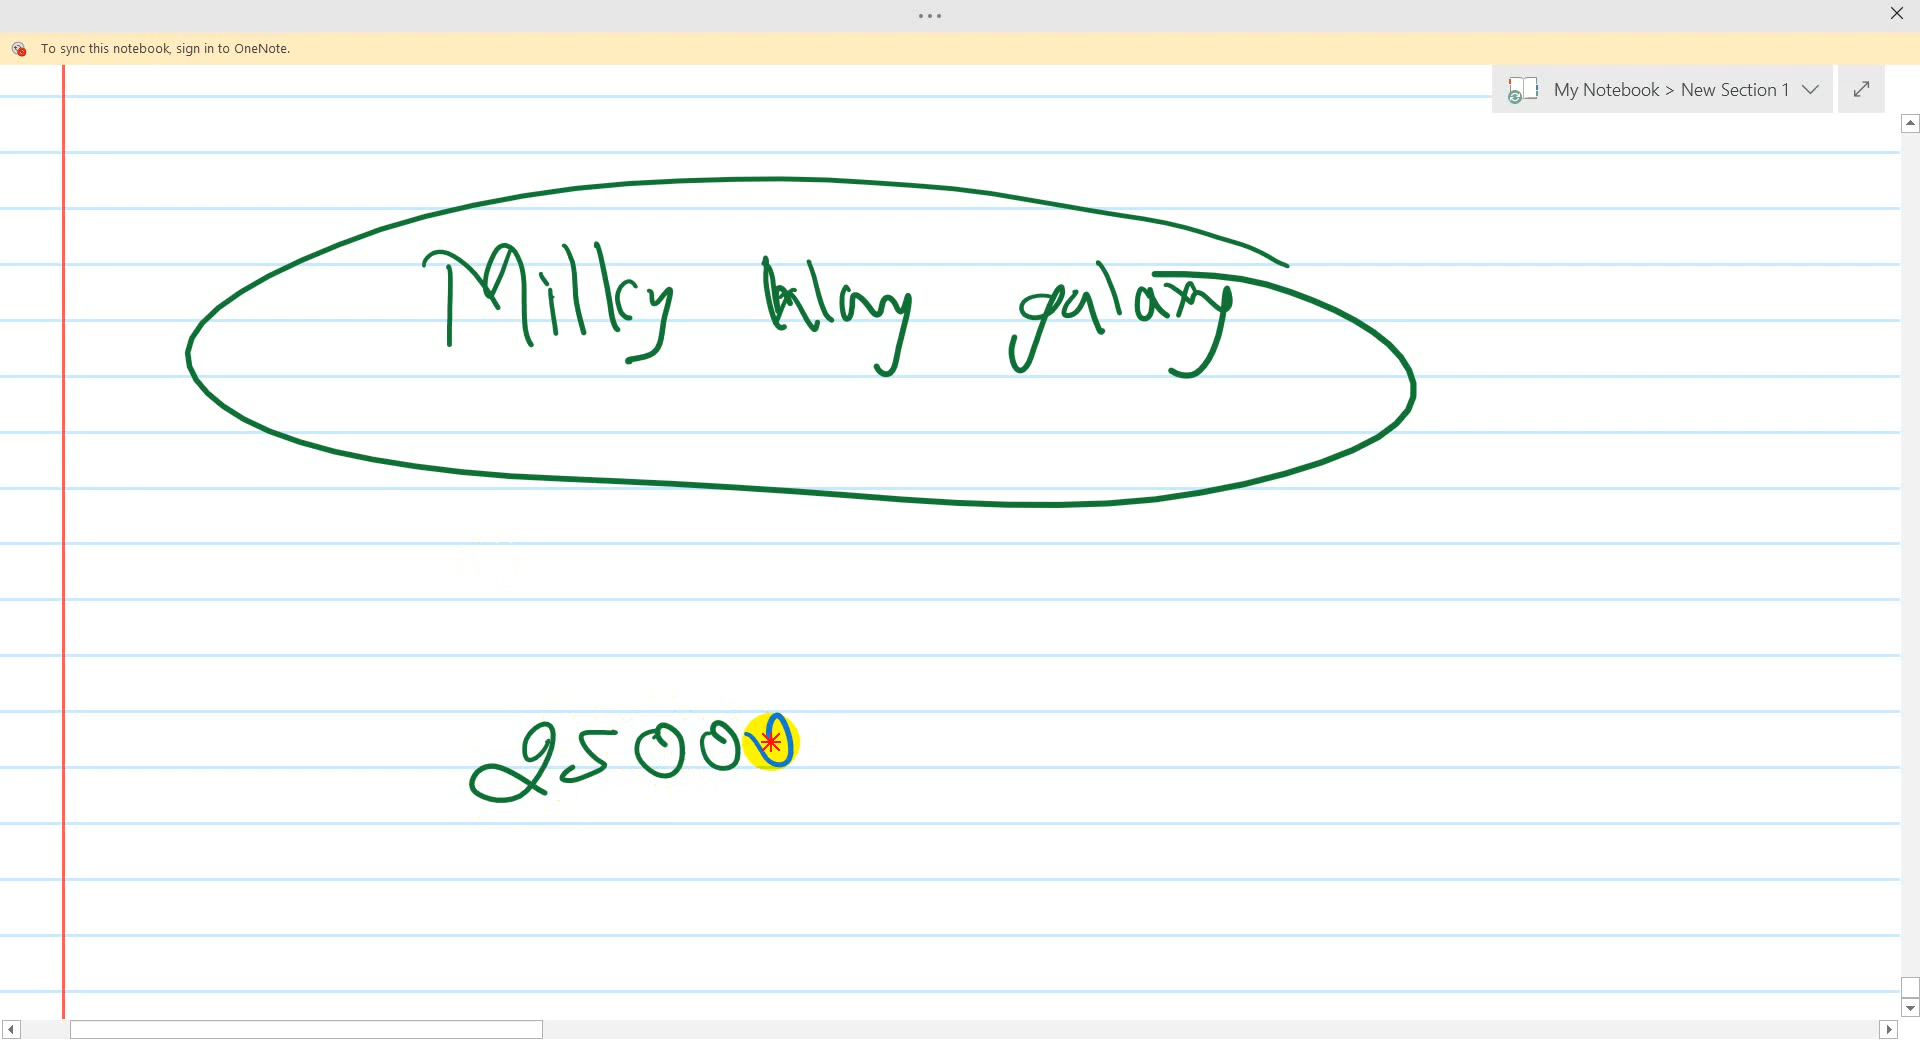 To sync this notebook, sign in to OneNote.
My Notebook > New Section 1
Milky Way galaxy
25000